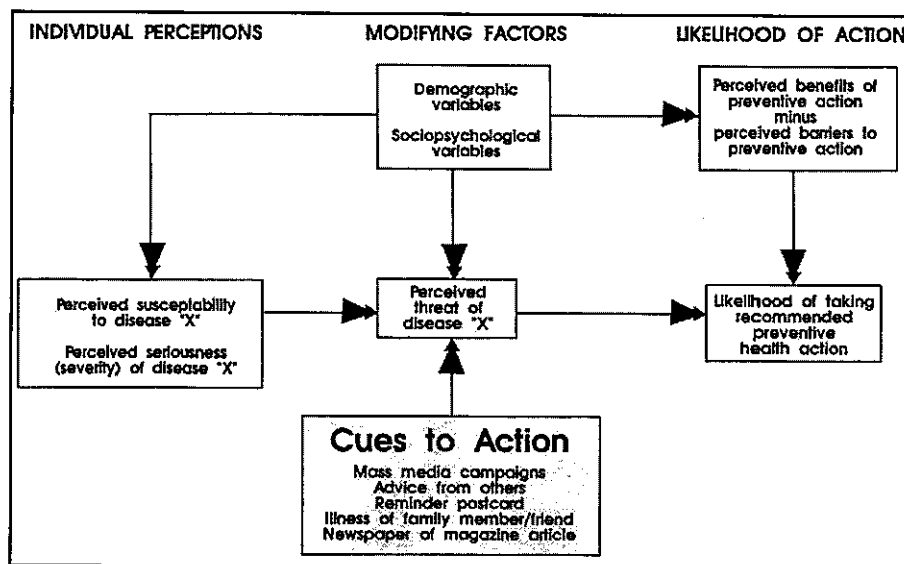 INDIVIDUAL PERCEPTIONS
MODIFYING FACTORS
LIKELIHOOD OF ACTION
Demographic
variables
Sociopsychological
variables
Perceived benefits of
preventive action
minus
perceived barriers to
preventive action
Perceived susceptability
to disease "X"
Perceived seriousness
(severity) of disease "X"
Perceived
threat of
disease "X"
Likelihood of taking
recommended
preventive
health action
Cues to Action
Mass media campaigns
Advice from others
Reminder postcard
Illness of family member/friend
Newspaper of magazine article